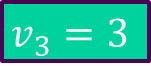 v₃ = 3